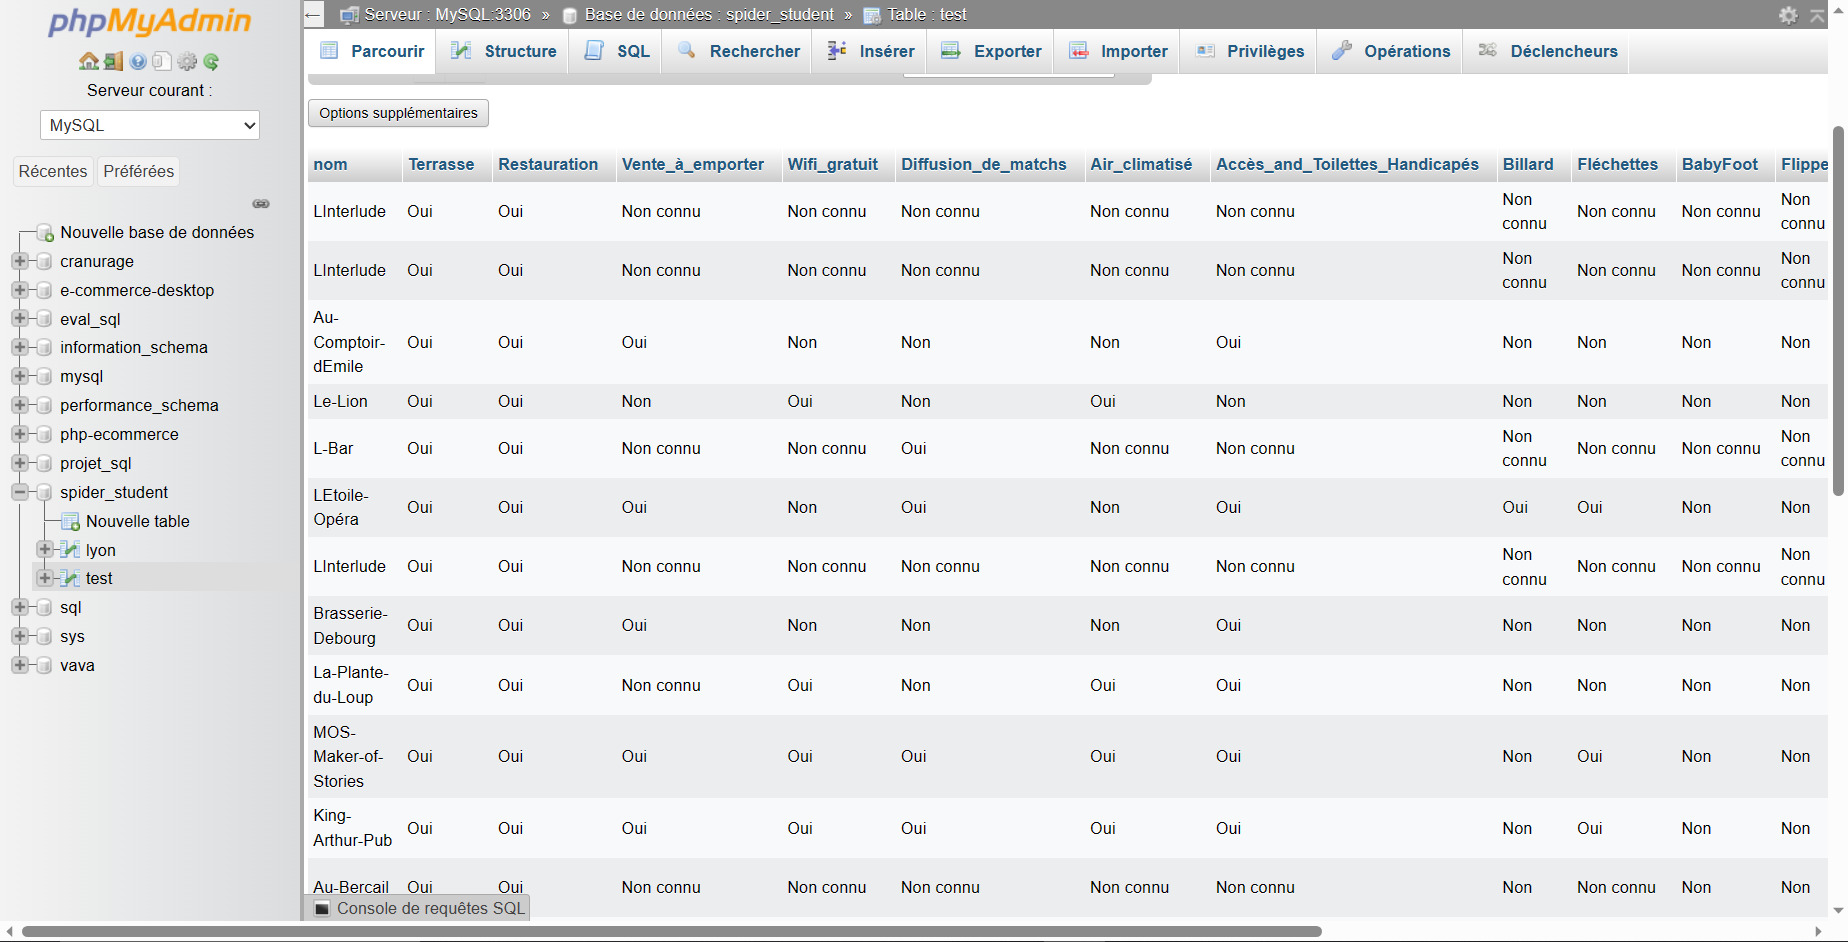 phpMyAdmin
Serveur courant :
MySQL
Récentes
Préférées
Nouvelle base de données
cranurage
e-commerce-desktop
eval_sql
information_schema
mysql
performance_schema
php-ecommerce
projet_sql
spider_student
Nouvelle table
lyon
test
sql
sys
vava
Serveur : MySQL:3306 » Base de données : spider_student » Table : test
Parcourir Structure SQL Rechercher Insérer Exporter Importer Privilèges Opérations Déclencheurs
Options supplémentaires
nom Terrasse Restauration Vente_à_emporter Wifi_gratuit Diffusion_de_matchs Air_climatisé Accès_and_Toilettes_Handicapés Billard Fléchettes BabyFoot Flippe
LInterlude Oui Oui Non connu Non connu Non connu Non connu Non connu Non connu Non connu Non connu Non connu
LInterlude Oui Oui Non connu Non connu Non connu Non connu Non connu Non connu Non connu Non connu Non connu
Au-Comptoir-dEmile Oui Oui Oui Non Non Non Oui Non Non Non Non
Le-Lion Oui Oui Non Oui Non Oui Non Non Non Non Non
L-Bar Oui Oui Non connu Non connu Oui Non connu Non connu Non connu Non connu Non connu Non connu
LEtoile-Opéra Oui Oui Oui Non Oui Non Oui Oui Oui Non Non
LInterlude Oui Oui Non connu Non connu Non connu Non connu Non connu Non connu Non connu Non connu Non connu
Brasserie-Debourg Oui Oui Oui Non Non Non Oui Non Non Non Non
La-Plante-du-Loup Oui Oui Non connu Oui Non Oui Oui Non Non Non Non
MOS-Maker-of-Stories Oui Oui Oui Oui Oui Oui Oui Non Oui Non Non
King-Arthur-Pub Oui Oui Oui Oui Oui Oui Oui Non Oui Non Non
Au-Bercail Oui Oui Non connu Non connu Non connu Non connu Non connu Non Non connu Non Non
Console de requêtes SQL